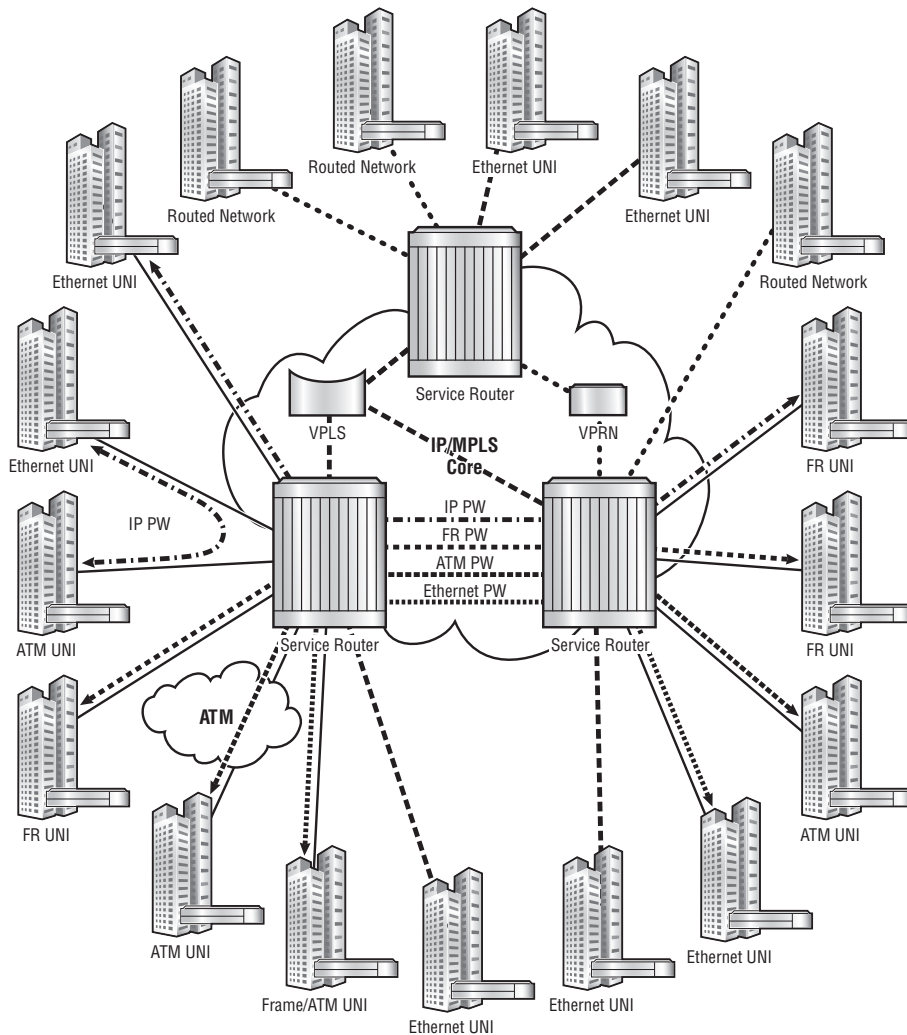 Routed Network
Ethernet UNI
Routed Network
Ethernet UNI
Ethernet UNI
Routed Network
Service Router
VPLS
VPRN
IP/MPLS
Core
Ethernet UNI
FR UNI
IP PW
IP PW
FR PW
ATM PW
Ethernet PW
ATM UNI
Service Router
Service Router
FR UNI
ATM
FR UNI
ATM UNI
ATM UNI
Ethernet UNI
Frame/ATM UNI
Ethernet UNI
Ethernet UNI